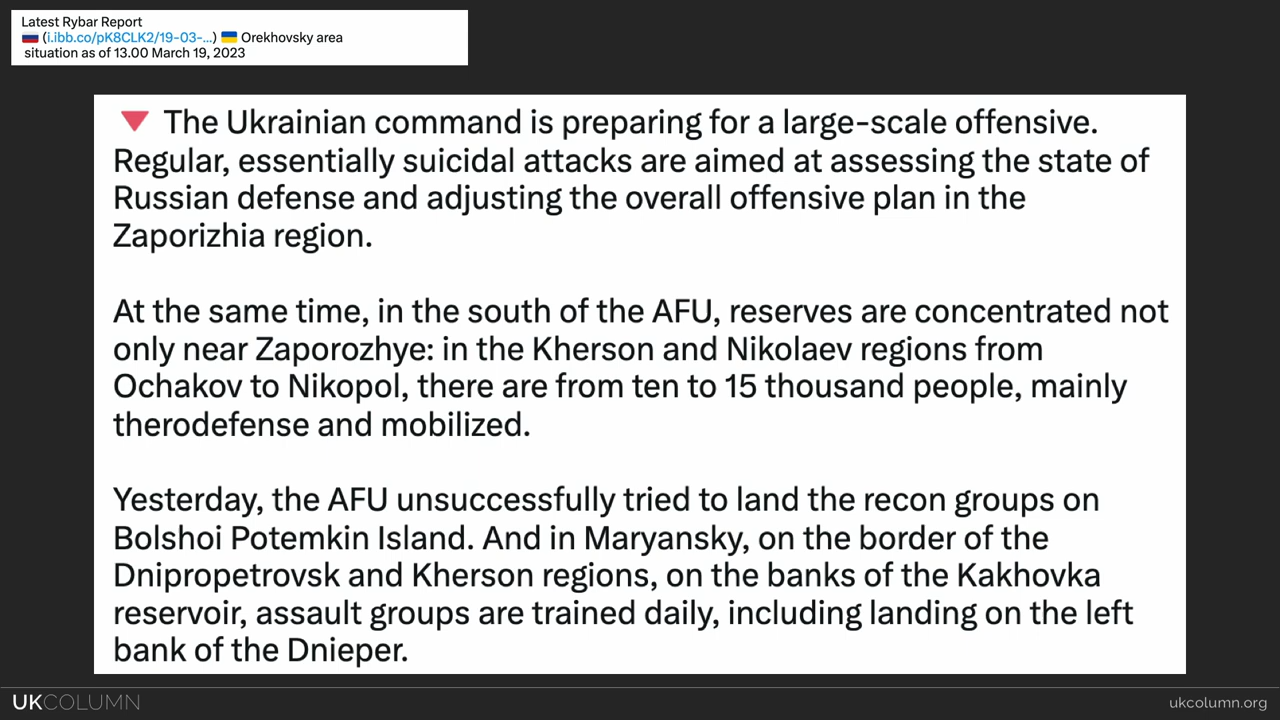 Latest Rybar Report
🇷🇺 (i.ibb.co/pK8CLK2/19-03-...) 🇺🇦 Orekhovsky area
situation as of 13.00 March 19, 2023
🔻 The Ukrainian command is preparing for a large-scale offensive.
Regular, essentially suicidal attacks are aimed at assessing the state of
Russian defense and adjusting the overall offensive plan in the
Zaporizhia region.
At the same time, in the south of the AFU, reserves are concentrated not
only near Zaporozhye: in the Kherson and Nikolaev regions from
Ochakov to Nikopol, there are from ten to 15 thousand people, mainly
therodefense and mobilized.
Yesterday, the AFU unsuccessfully tried to land the recon groups on
Bolshoi Potemkin Island. And in Maryansky, on the border of the
Dnipropetrovsk and Kherson regions, on the banks of the Kakhovka
reservoir, assault groups are trained daily, including landing on the left
bank of the Dnieper.
UKCOLUMN
ukcolumn.org